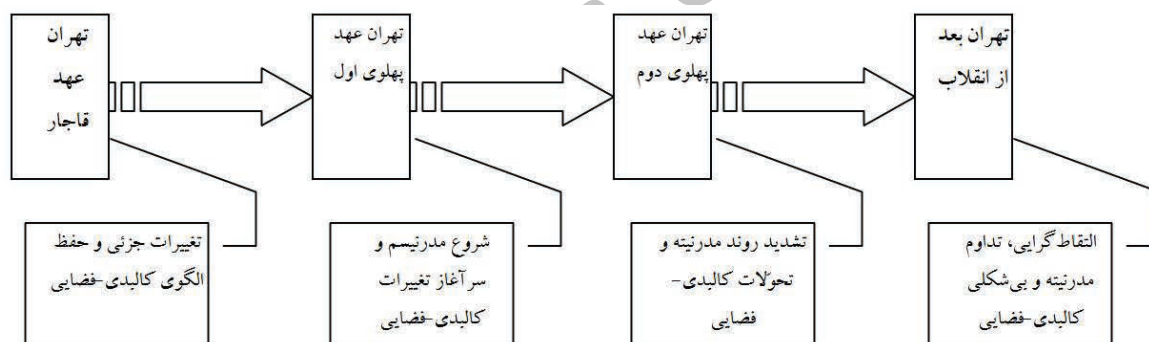 تهران
عهد
قاجار
تهران عهد
پهلوی اول
تهران عهد
پهلوی دوم
تهران بعد
از انقلاب
تغییرات جزئی و حفظ
الگوی کالبدی-فضایی
شروع مدرنیسم و
سرآغاز تغییرات
کالبدی-فضایی
تشدید روند مدرنیته و
تحوّلات کالبدی-
فضایی
التقاط‌گرایی، تداوم
مدرنیته و بی‌شکلی
کالبدی-فضایی